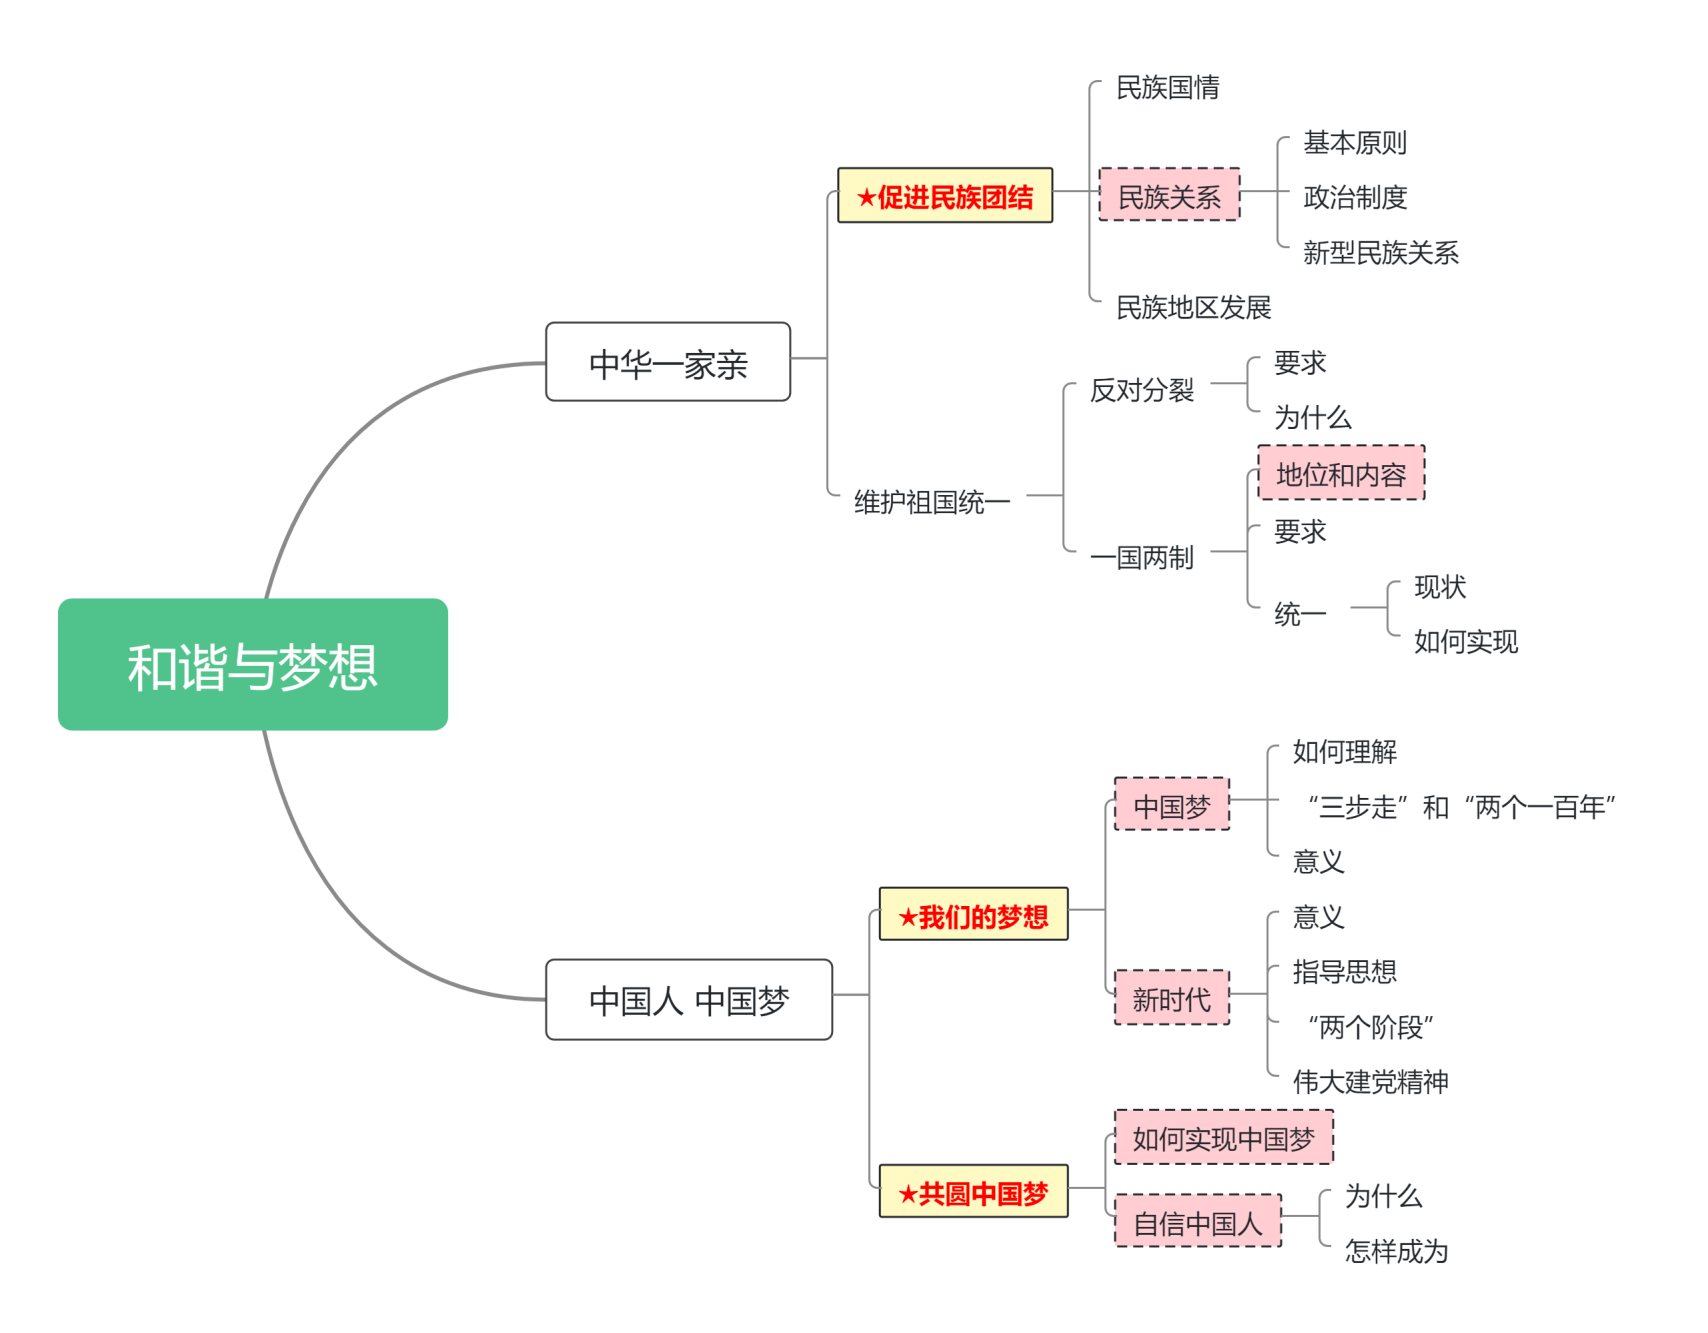 和谐与梦想
中华一家亲
★促进民族团结
民族国情
民族关系
基本原则
政治制度
新型民族关系
民族地区发展
维护祖国统一
反对分裂
要求
为什么
一国两制
地位和内容
要求
统一
现状
如何实现
中国人 中国梦
★我们的梦想
中国梦
如何理解
“三步走”和“两个一百年”
意义
新时代
意义
指导思想
“两个阶段”
伟大建党精神
★共圆中国梦
如何实现中国梦
自信中国人
为什么
怎样成为